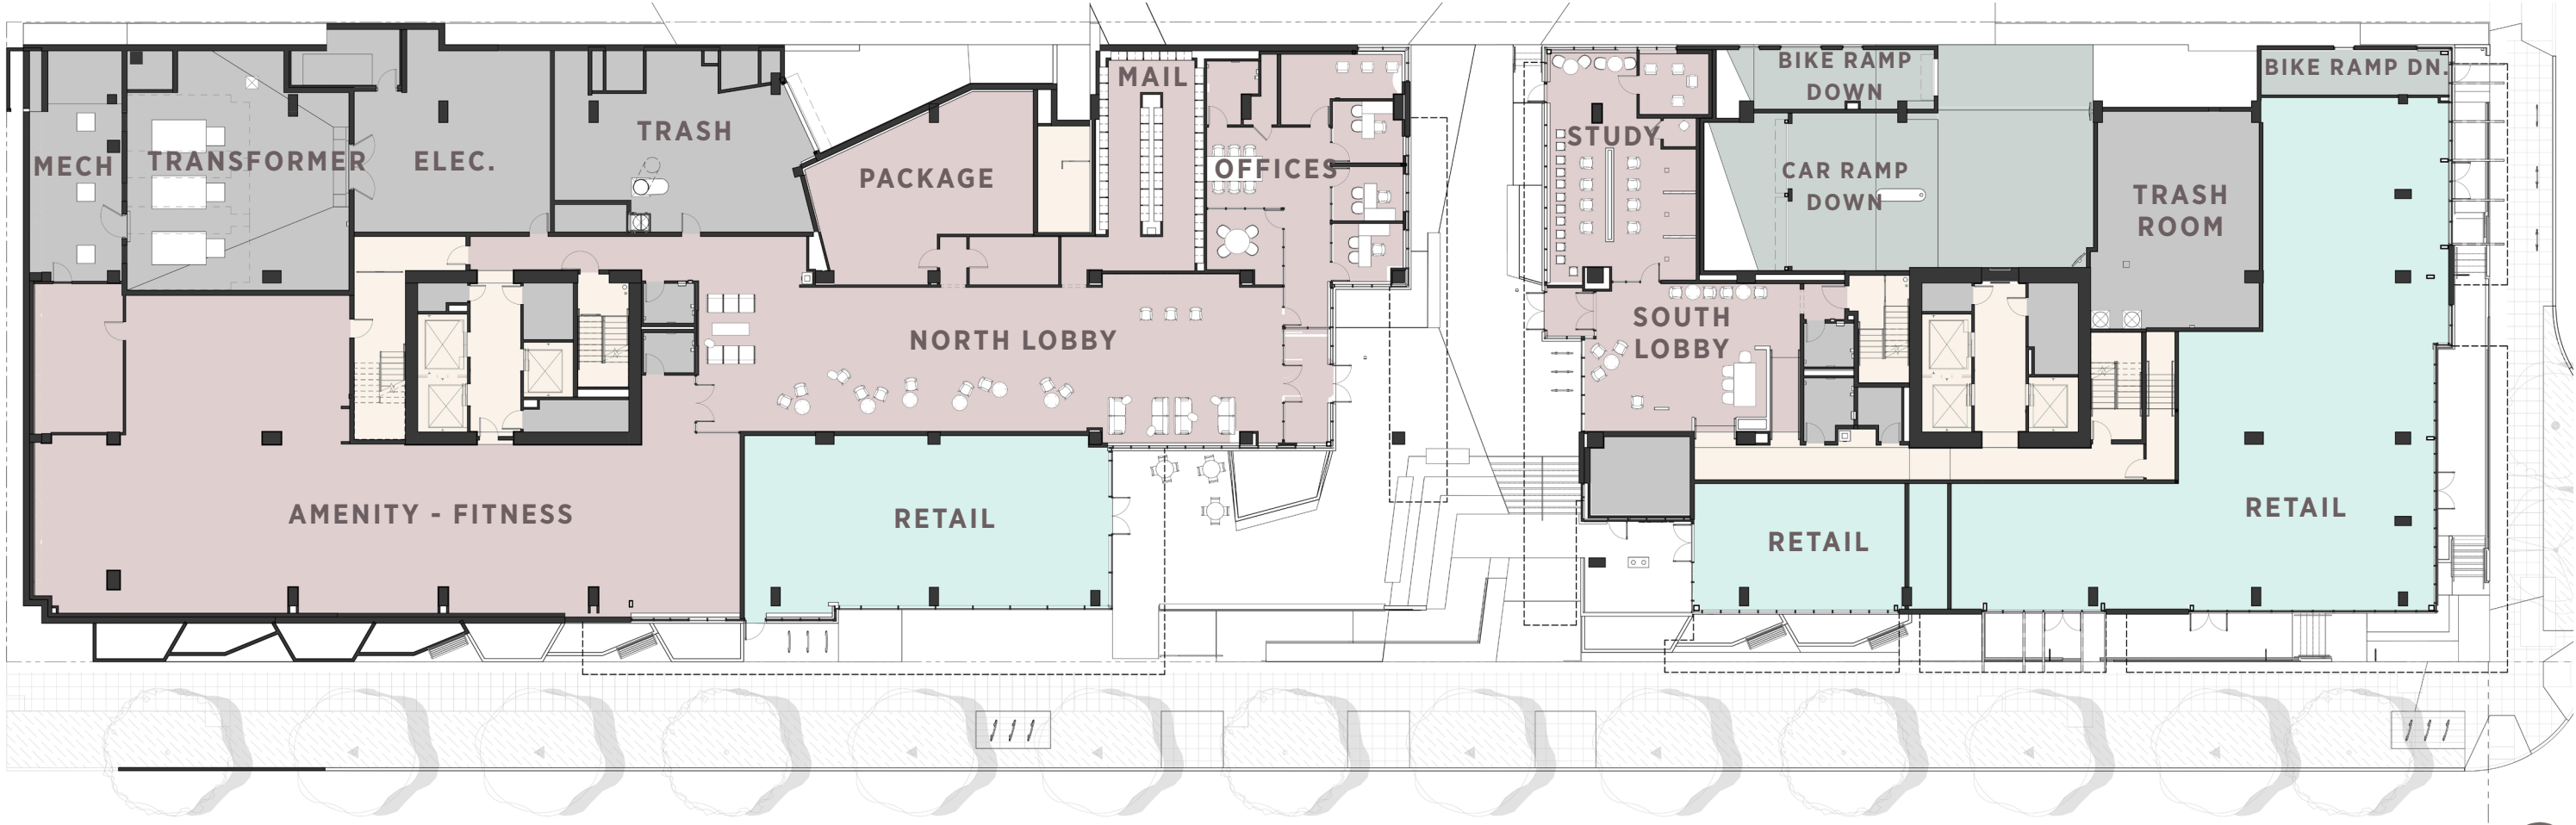 MECH
TRANSFORMER
ELEC.
TRASH
PACKAGE
MAIL
OFFICES
STUDY
BIKE RAMP
DOWN
CAR RAMP
DOWN
TRASH
ROOM
BIKE RAMP DN.
NORTH LOBBY
SOUTH
LOBBY
AMENITY - FITNESS
RETAIL
RETAIL
RETAIL